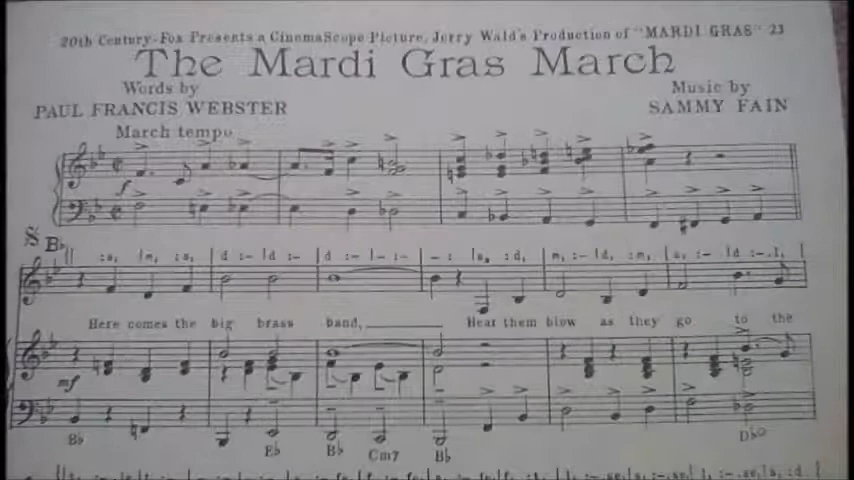 20th Century-Fox Presents a CinemaScope Picture, Jerry Wald's Production of "MARDI GRAS" 23
The Mardi Gras March
Words by
PAUL FRANCIS WEBSTER
Music by
SAMMY FAIN
March tempo
f
B♭
Here comes the big brass band, Hear them blow as they go to the
mf
B♭ E♭ B♭ Cm7 B♭ D♭o